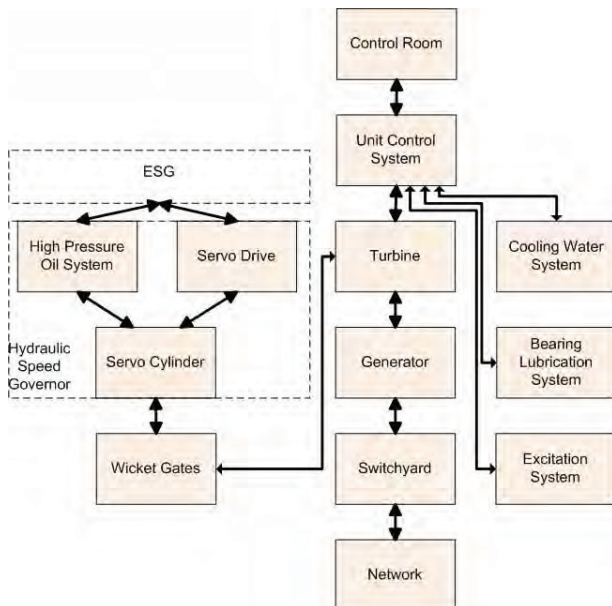 Control Room
Unit Control
System
ESG
High Pressure
Oil System
Servo Drive
Turbine
Cooling Water
System
Hydraulic
Speed
Governor
Servo Cylinder
Generator
Bearing
Lubrication
System
Wicket Gates
Switchyard
Excitation
System
Network